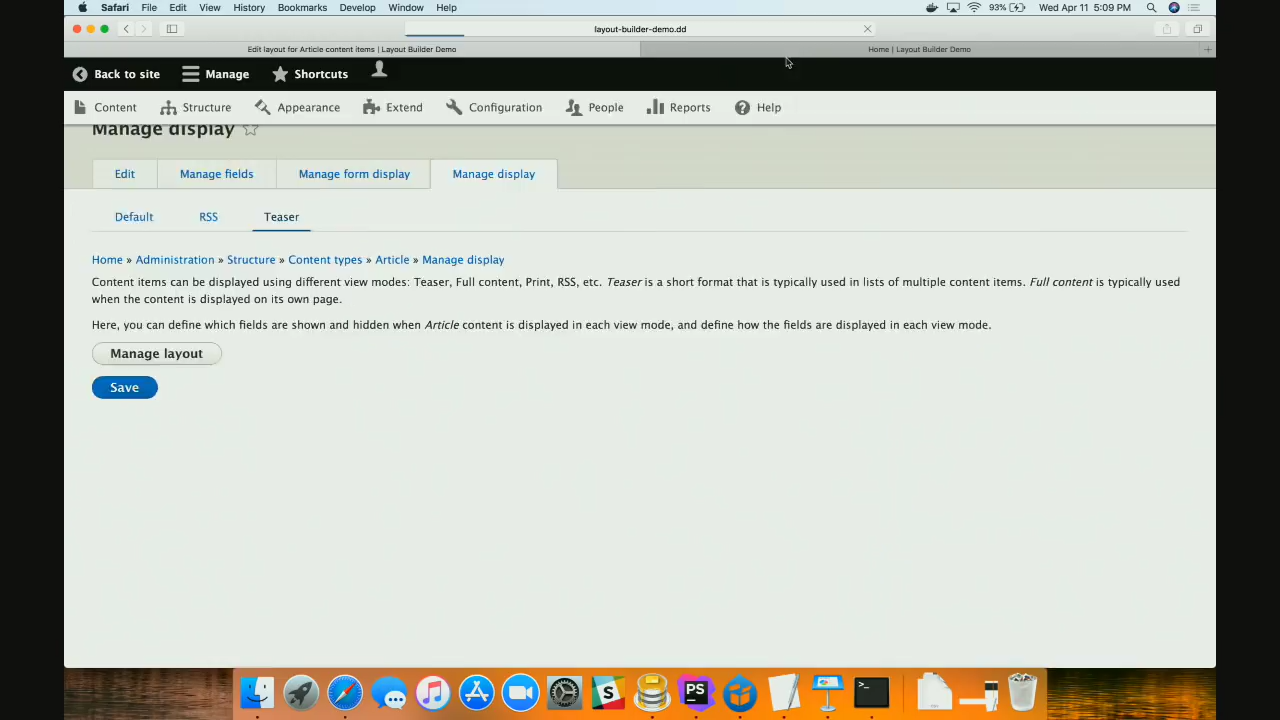 Safari File Edit View History Bookmarks Develop Window Help 93% Wed Apr 11 5:09 PM
layout-builder-demo.dd
Edit layout for Article content items | Layout Builder Demo Home | Layout Builder Demo
Back to site Manage Shortcuts
Content Structure Appearance Extend Configuration People Reports Help
Manage display
Edit Manage fields Manage form display Manage display
Default RSS Teaser
Home » Administration » Structure » Content types » Article » Manage display
Content items can be displayed using different view modes: Teaser, Full content, Print, RSS, etc. Teaser is a short format that is typically used in lists of multiple content items. Full content is typically used
when the content is displayed on its own page.
Here, you can define which fields are shown and hidden when Article content is displayed in each view mode, and define how the fields are displayed in each view mode.
Manage layout
Save
PS